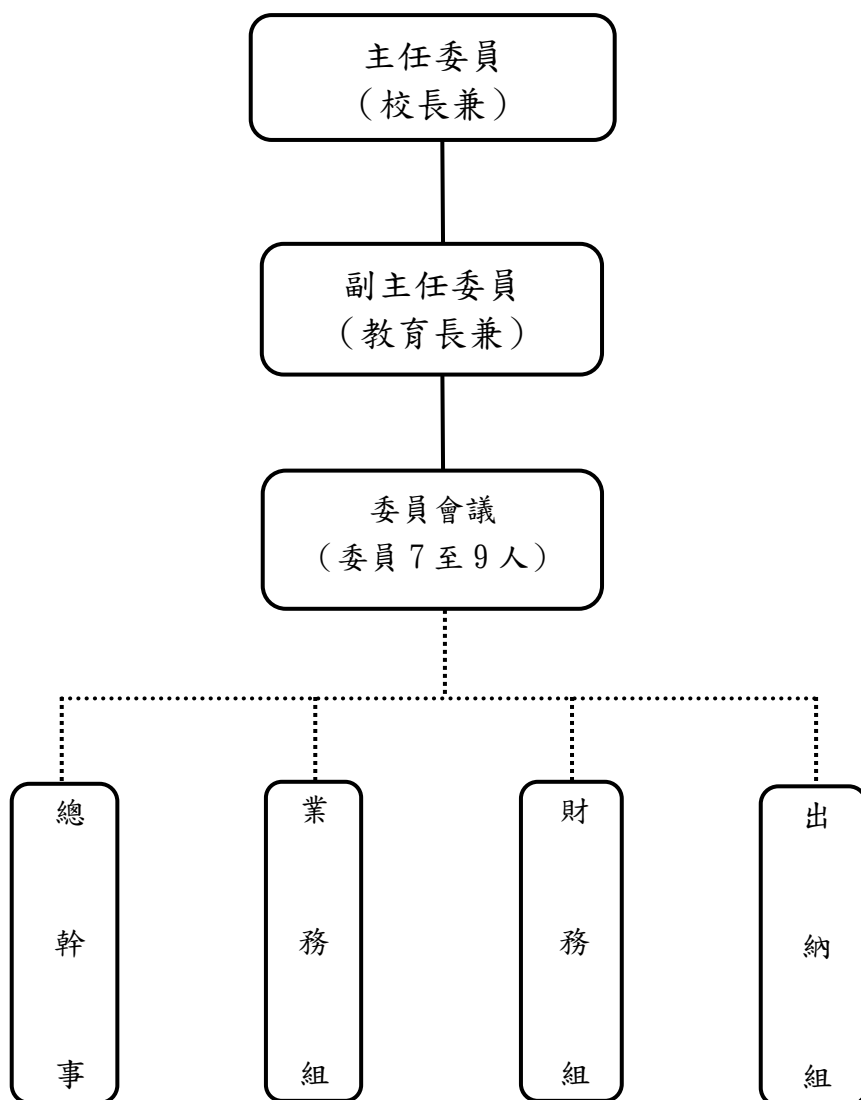 主任委員
（校長兼）
副主任委員
（教育長兼）
委員會議
（委員 7 至 9 人）
總幹事
業務組
財務組
出納組